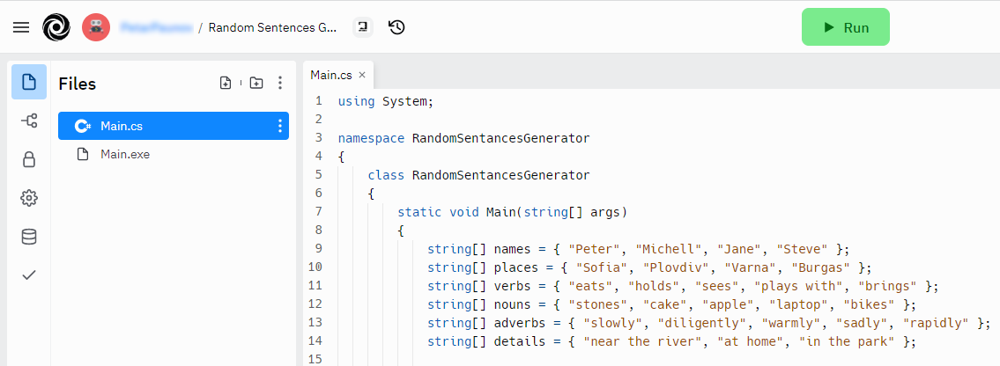 / Random Sentences G...
Run
Files
Main.cs
Main.exe
Main.cs ×
1 using System;
2
3 namespace RandomSentancesGenerator
4 {
5 class RandomSentancesGenerator
6 {
7 static void Main(string[] args)
8 {
9 string[] names = { "Peter", "Michell", "Jane", "Steve" };
10 string[] places = { "Sofia", "Plovdiv", "Varna", "Burgas" };
11 string[] verbs = { "eats", "holds", "sees", "plays with", "brings" };
12 string[] nouns = { "stones", "cake", "apple", "laptop", "bikes" };
13 string[] adverbs = { "slowly", "diligently", "warmly", "sadly", "rapidly" };
14 string[] details = { "near the river", "at home", "in the park" };
15